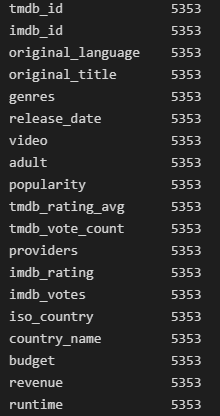 tmdb_id 5353
imdb_id 5353
original_language 5353
original_title 5353
genres 5353
release_date 5353
video 5353
adult 5353
popularity 5353
tmdb_rating_avg 5353
tmdb_vote_count 5353
providers 5353
imdb_rating 5353
imdb_votes 5353
iso_country 5353
country_name 5353
budget 5353
revenue 5353
runtime 5353